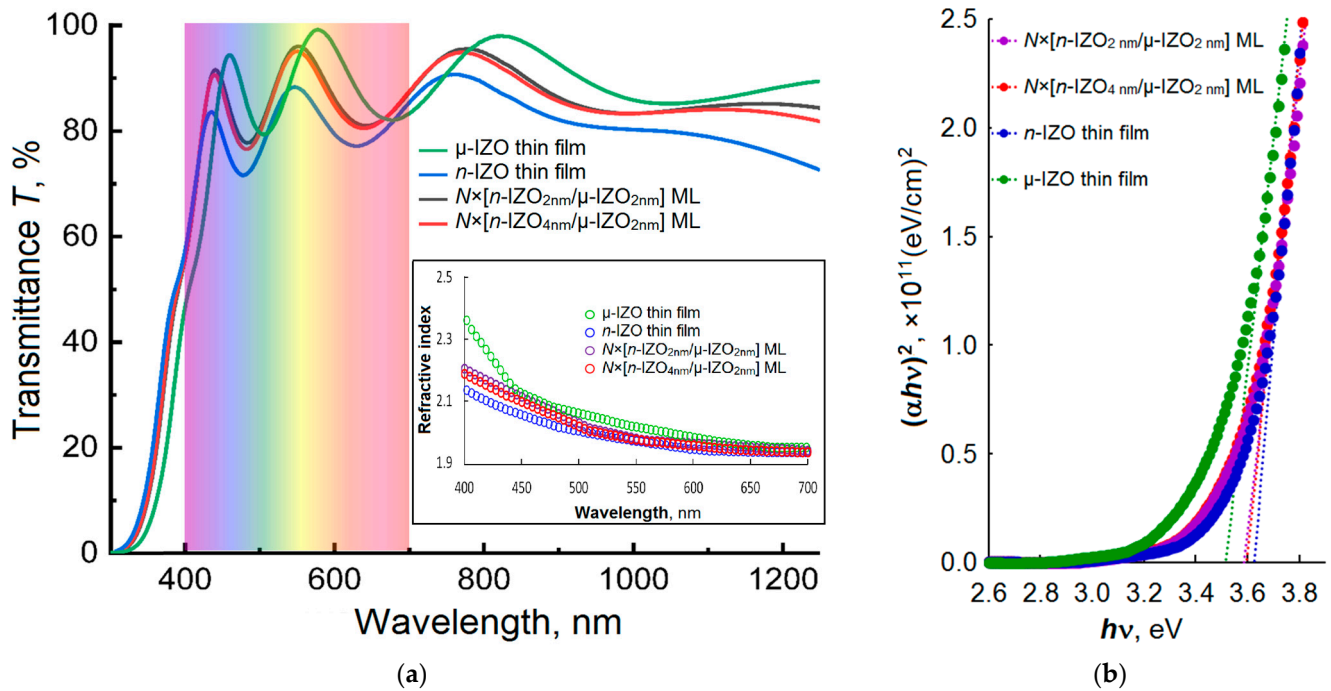 (a)
Transmittance T, %
100
80
60
40
20
0
400
600
800
1000
1200
Wavelength, nm
μ-IZO thin film
n-IZO thin film
N×[n-IZO2nm/μ-IZO2nm] ML
N×[n-IZO4nm/μ-IZO2nm] ML
Refractive index
2.5
2.3
2.1
1.9
400
450
500
550
600
650
700
Wavelength, nm
μ-IZO thin film
n-IZO thin film
N×[n-IZO2nm/μ-IZO2nm] ML
N×[n-IZO4nm/μ-IZO2nm] ML
(a)
(b)
(αhν)², ×10¹¹(eV/cm)²
2.5
2.0
1.5
1.0
0.5
0.0
2.6
2.8
3.0
3.2
3.4
3.6
3.8
hν, eV
N×[n-IZO2 nm/μ-IZO2 nm] ML
N×[n-IZO4 nm/μ-IZO2 nm] ML
n-IZO thin film
μ-IZO thin film
(b)